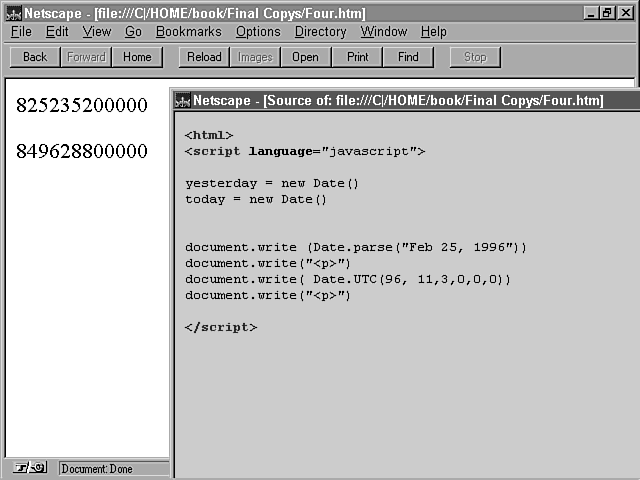 Netscape - [file:///C|/HOME/book/Final Copys/Four.htm]
File Edit View Go Bookmarks Options Directory Window Help
Back Forward Home Reload Images Open Print Find Stop
825235200000
849628800000
Netscape - [Source of: file:///C|/HOME/book/Final Copys/Four.htm]
<html>
<script language="javascript">
yesterday = new Date()
today = new Date()
document.write (Date.parse("Feb 25, 1996"))
document.write("<p>")
document.write( Date.UTC(96, 11,3,0,0,0))
document.write("<p>")
</script>
Document: Done